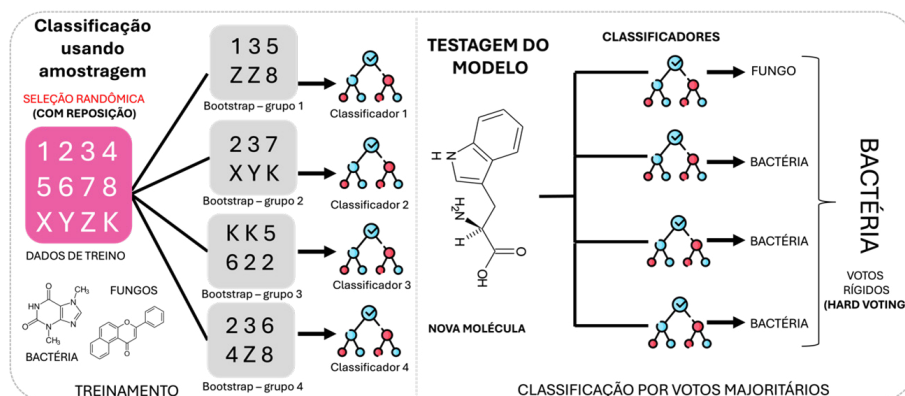 Classificação
usando
amostragem
SELEÇÃO RANDÔMICA
(COM REPOSIÇÃO)
1 2 3 4
5 6 7 8
X Y Z K
DADOS DE TREINO
FUNGOS
CH₃
O
HN
N
N
O
N
CH₃
BACTÉRIA
O
O
TREINAMENTO
1 3 5
Z Z 8
Bootstrap – grupo 1
Classificador 1
2 3 7
X Y K
Bootstrap – grupo 2
Classificador 2
K K 5
6 2 2
Bootstrap – grupo 3
Classificador 3
2 3 6
4 Z 8
Bootstrap – grupo 4
Classificador 4
TESTAGEM DO
MODELO
N
H
H₂N
H
O
OH
NOVA MOLÉCULA
CLASSIFICADORES
FUNGO
BACTÉRIA
BACTÉRIA
BACTÉRIA
BACTÉRIA
VOTOS
RÍGIDOS
(HARD VOTING)
CLASSIFICAÇÃO POR VOTOS MAJORITÁRIOS